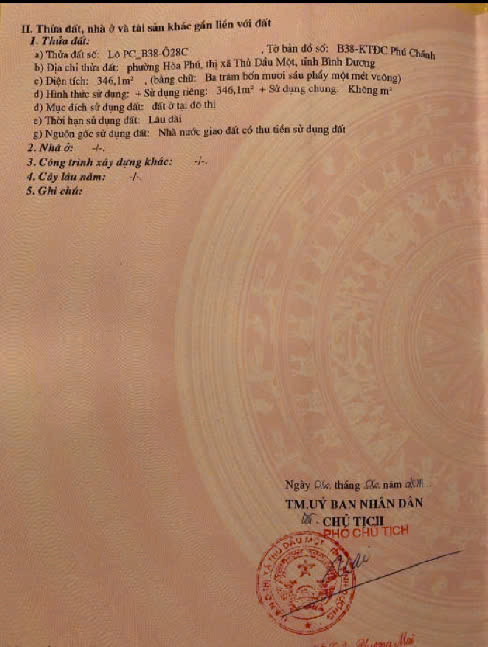 II. Thửa đất, nhà ở và tài sản khác gắn liền với đất
1. Thửa đất:
a) Thửa đất số: Lô PC_B38-Ô28C , Tờ bản đồ số: B38-KTĐC Phú Chánh
b) Địa chỉ thửa đất: phường Hòa Phú, thị xã Thủ Dầu Một, tỉnh Bình Dương
c) Diện tích: 346,1m² , (bằng chữ: Ba trăm bốn mươi sáu phẩy một mét vuông)
d) Hình thức sử dụng: + Sử dụng riêng: 346,1m² + Sử dụng chung: Không m²
đ) Mục đích sử dụng đất: đất ở tại đô thị
e) Thời hạn sử dụng đất: Lâu dài
g) Nguồn gốc sử dụng đất: Nhà nước giao đất có thu tiền sử dụng đất
2. Nhà ở: -/-.
3. Công trình xây dựng khác: -/-.
4. Cây lâu năm: -/-.
5. Ghi chú:
Ngày tháng năm
TM.UỶ BAN NHÂN DÂN
CHỦ TỊCH
PHÓ CHỦ TỊCH